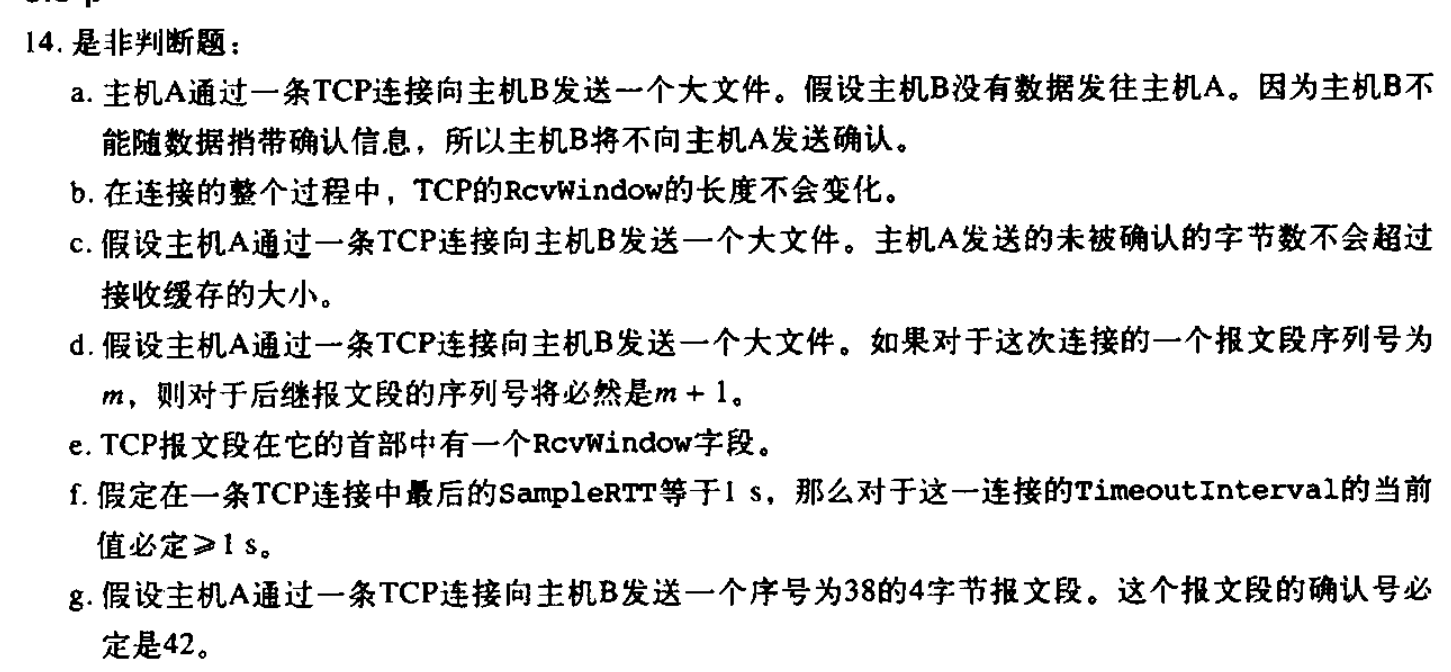 14. 是非判断题：
a. 主机A通过一条TCP连接向主机B发送一个大文件。假设主机B没有数据发往主机A。因为主机B不
能随数据捎带确认信息，所以主机B将不向主机A发送确认。
b. 在连接的整个过程中，TCP的RcvWindow的长度不会变化。
c. 假设主机A通过一条TCP连接向主机B发送一个大文件。主机A发送的未被确认的字节数不会超过
接收缓存的大小。
d. 假设主机A通过一条TCP连接向主机B发送一个大文件。如果对于这次连接的一个报文段序列号为
m，则对于后继报文段的序列号将必然是m + 1。
e. TCP报文段在它的首部中有一个RcvWindow字段。
f. 假定在一条TCP连接中最后的SampleRTT等于1 s，那么对于这一连接的TimeoutInterval的当前
值必定≥1 s。
g. 假设主机A通过一条TCP连接向主机B发送一个序号为38的4字节报文段。这个报文段的确认号必
定是42。